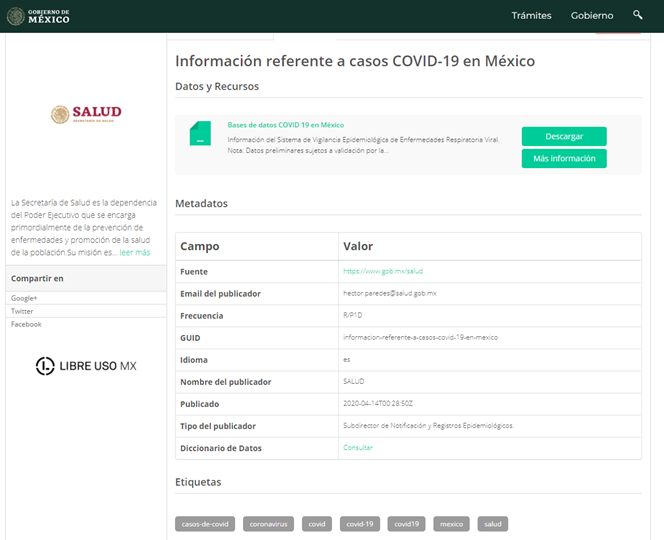 GOBIERNO DE
MÉXICO
Trámites
Gobierno
SALUD
SECRETARÍA DE SALUD
La Secretaría de Salud es la dependencia
del Poder Ejecutivo que se encarga
primordialmente de la prevención de
enfermedades y promoción de la salud
de la población.Su misión es... leer más
Compartir en
Google+
Twitter
Facebook
LIBRE USO MX
Información referente a casos COVID-19 en México
Datos y Recursos
Bases de datos COVID 19 en México
Información del Sistema de Vigilancia Epidemiológica de Enfermedades Respiratoria Viral.
Nota: Datos preliminares sujetos a validación por la...
Descargar
Más información
Metadatos
Campo Valor
Fuente https://www.gob.mx/salud
Email del publicador hector.paredes@salud.gob.mx
Frecuencia R/P1D
GUID informacion-referente-a-casos-covid-19-en-mexico
Idioma es
Nombre del publicador SALUD
Publicado 2020-04-14T00:28:50Z
Tipo del publicador Subdirector de Notificación y Registros Epidemiológicos.
Diccionario de Datos Consultar
Etiquetas
casos-de-covid coronavirus covid covid-19 covid19 mexico salud